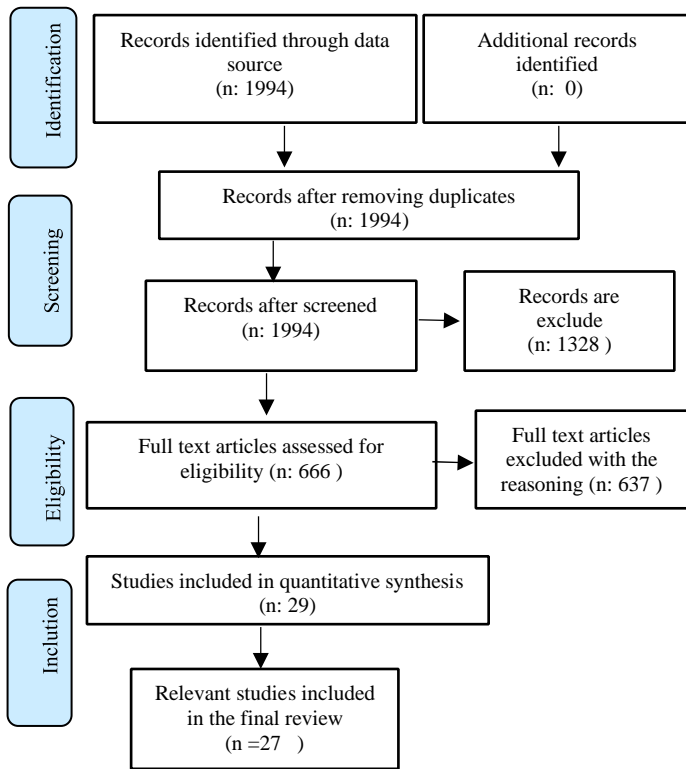 Identification
Records identified through data
source
(n: 1994)
Additional records
identified
(n:  0)
Records after removing duplicates
(n: 1994)
Screening
Records after screened
(n: 1994)
Records are
exclude
(n: 1328 )
Eligibility
Full text articles assessed for
eligibility (n: 666 )
Full text articles
excluded with the
reasoning (n: 637 )
Inclution
Studies included in quantitative synthesis
(n: 29)
Relevant studies included
in the final review
(n =27   )